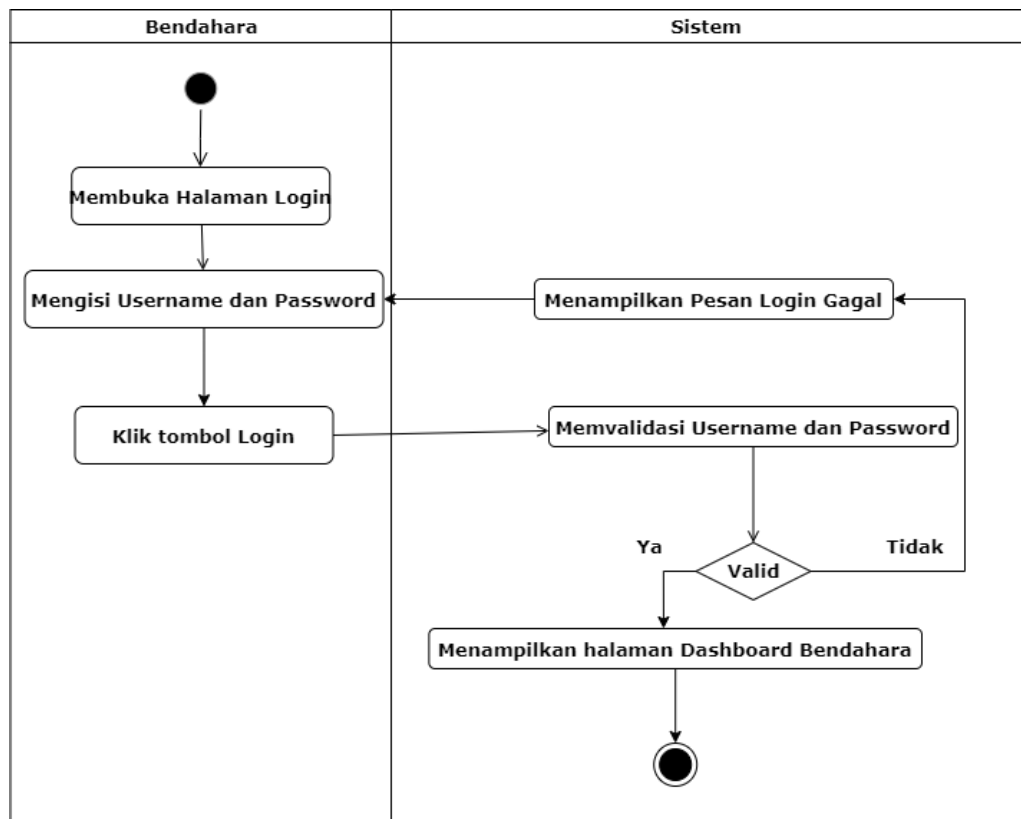 Bendahara
Sistem
Membuka Halaman Login
Mengisi Username dan Password
Menampilkan Pesan Login Gagal
Klik tombol Login
Memvalidasi Username dan Password
Ya
Tidak
Valid
Menampilkan halaman Dashboard Bendahara